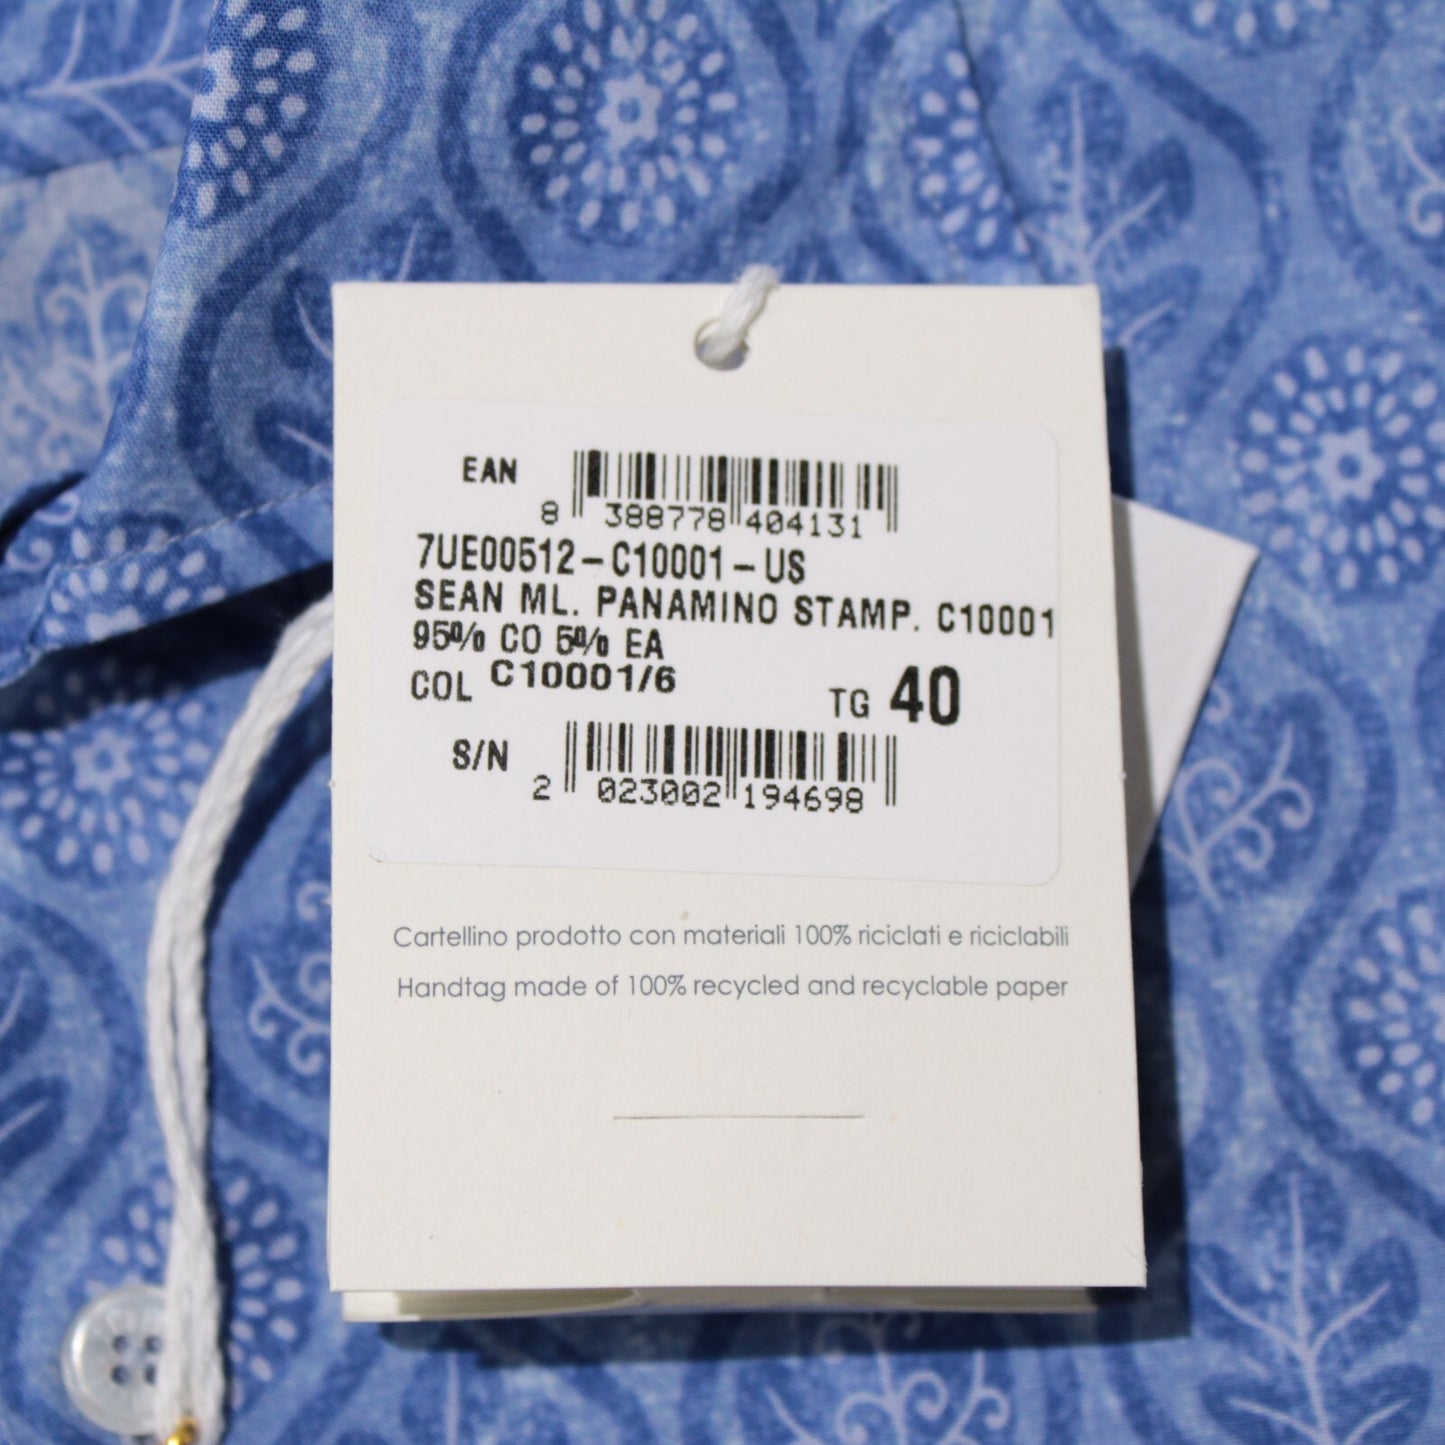 EAN
8 388778 404131
7UE00512-C10001-US
SEAN ML. PANAMINO STAMP. C10001
95% CO 5% EA
COL C10001/6 TG 40
S/N
2 023002 194698
Cartellino prodotto con materiali 100% riciclati e riciclabili
Handtag made of 100% recycled and recyclable paper